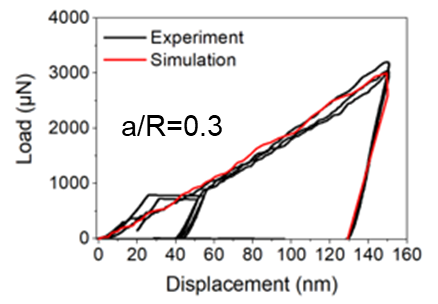 4000
3000
2000
1000
0
Load (μN)
Experiment
Simulation
a/R=0.3
0 20 40 60 80 100 120 140 160
Displacement (nm)